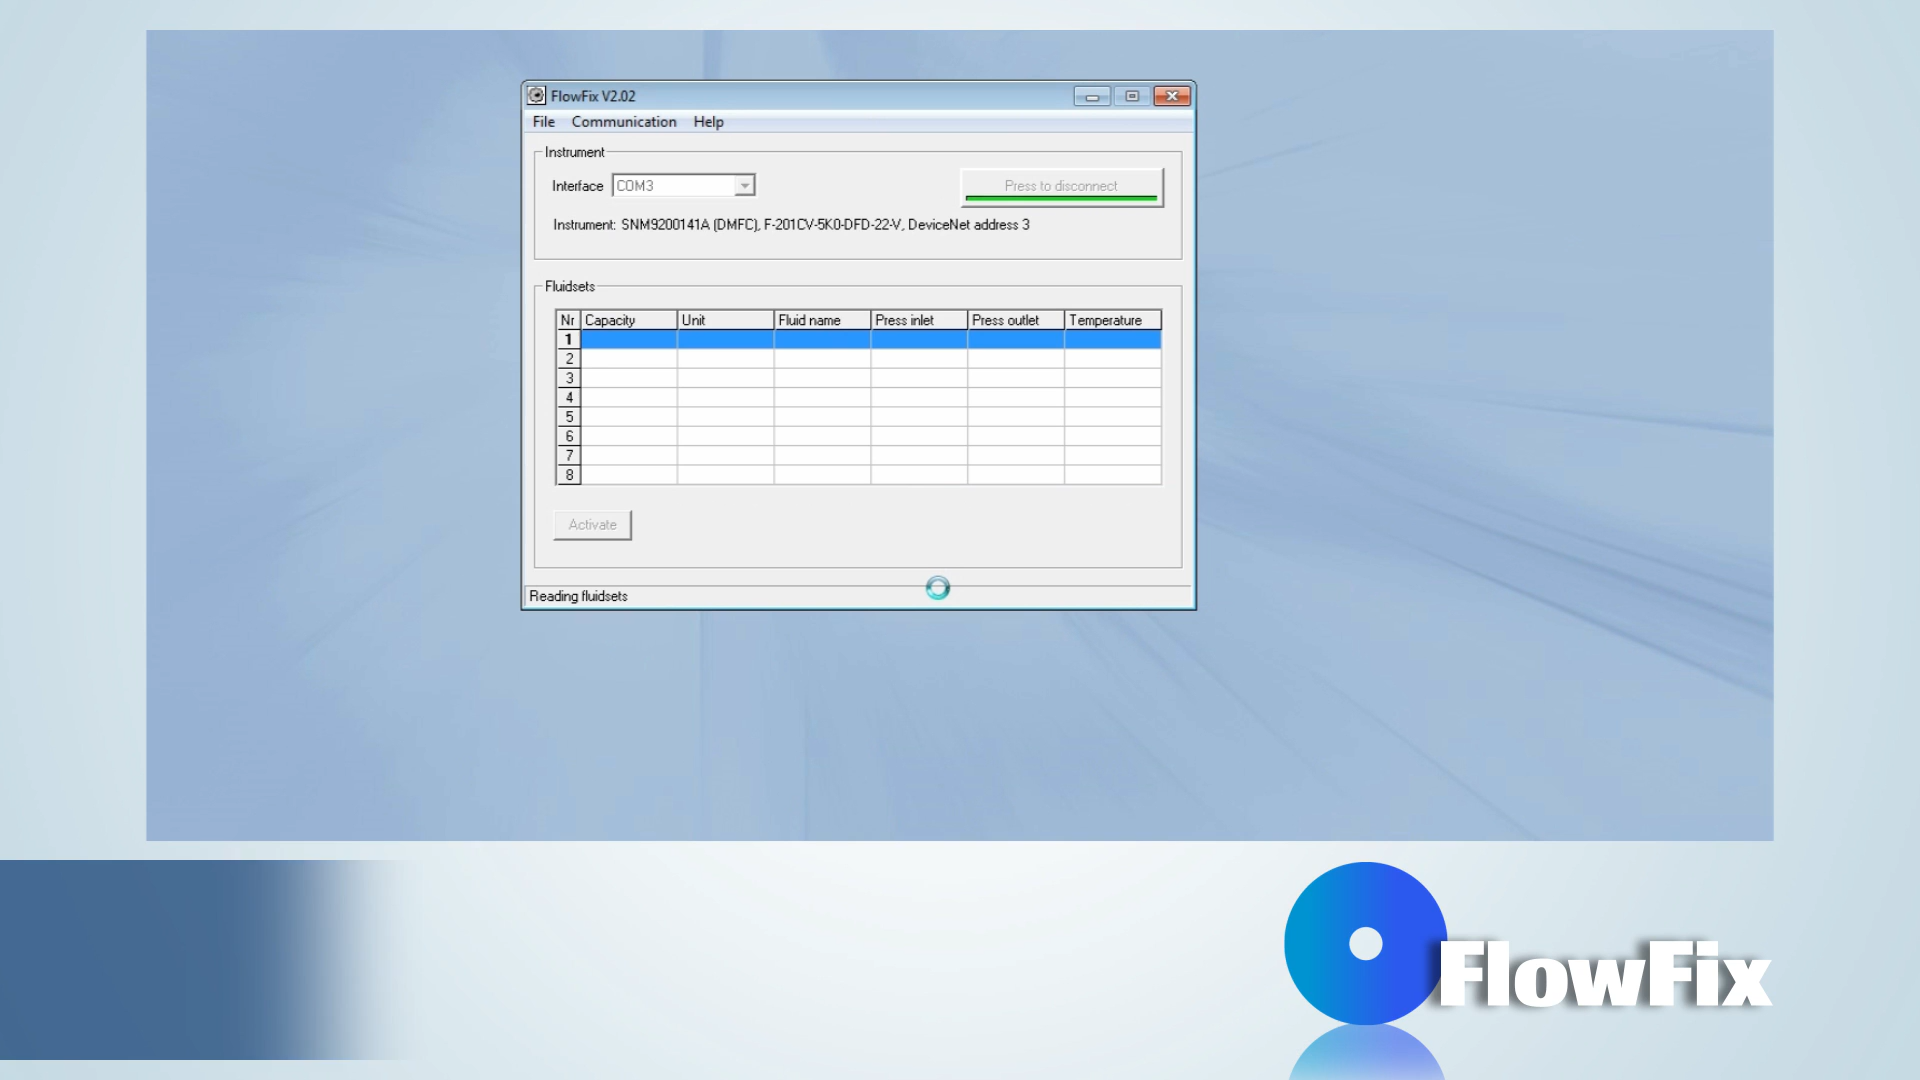 FlowFix V2.02
File Communication Help
Instrument
Interface COM3 Press to disconnect
Instrument: SNM9200141A (DMFC), F-201CV-5K0-DFD-22-V, DeviceNet address 3
Fluidsets
Nr Capacity Unit Fluid name Press inlet Press outlet Temperature
1
2
3
4
5
6
7
8
Activate
Reading fluidsets
FlowFix